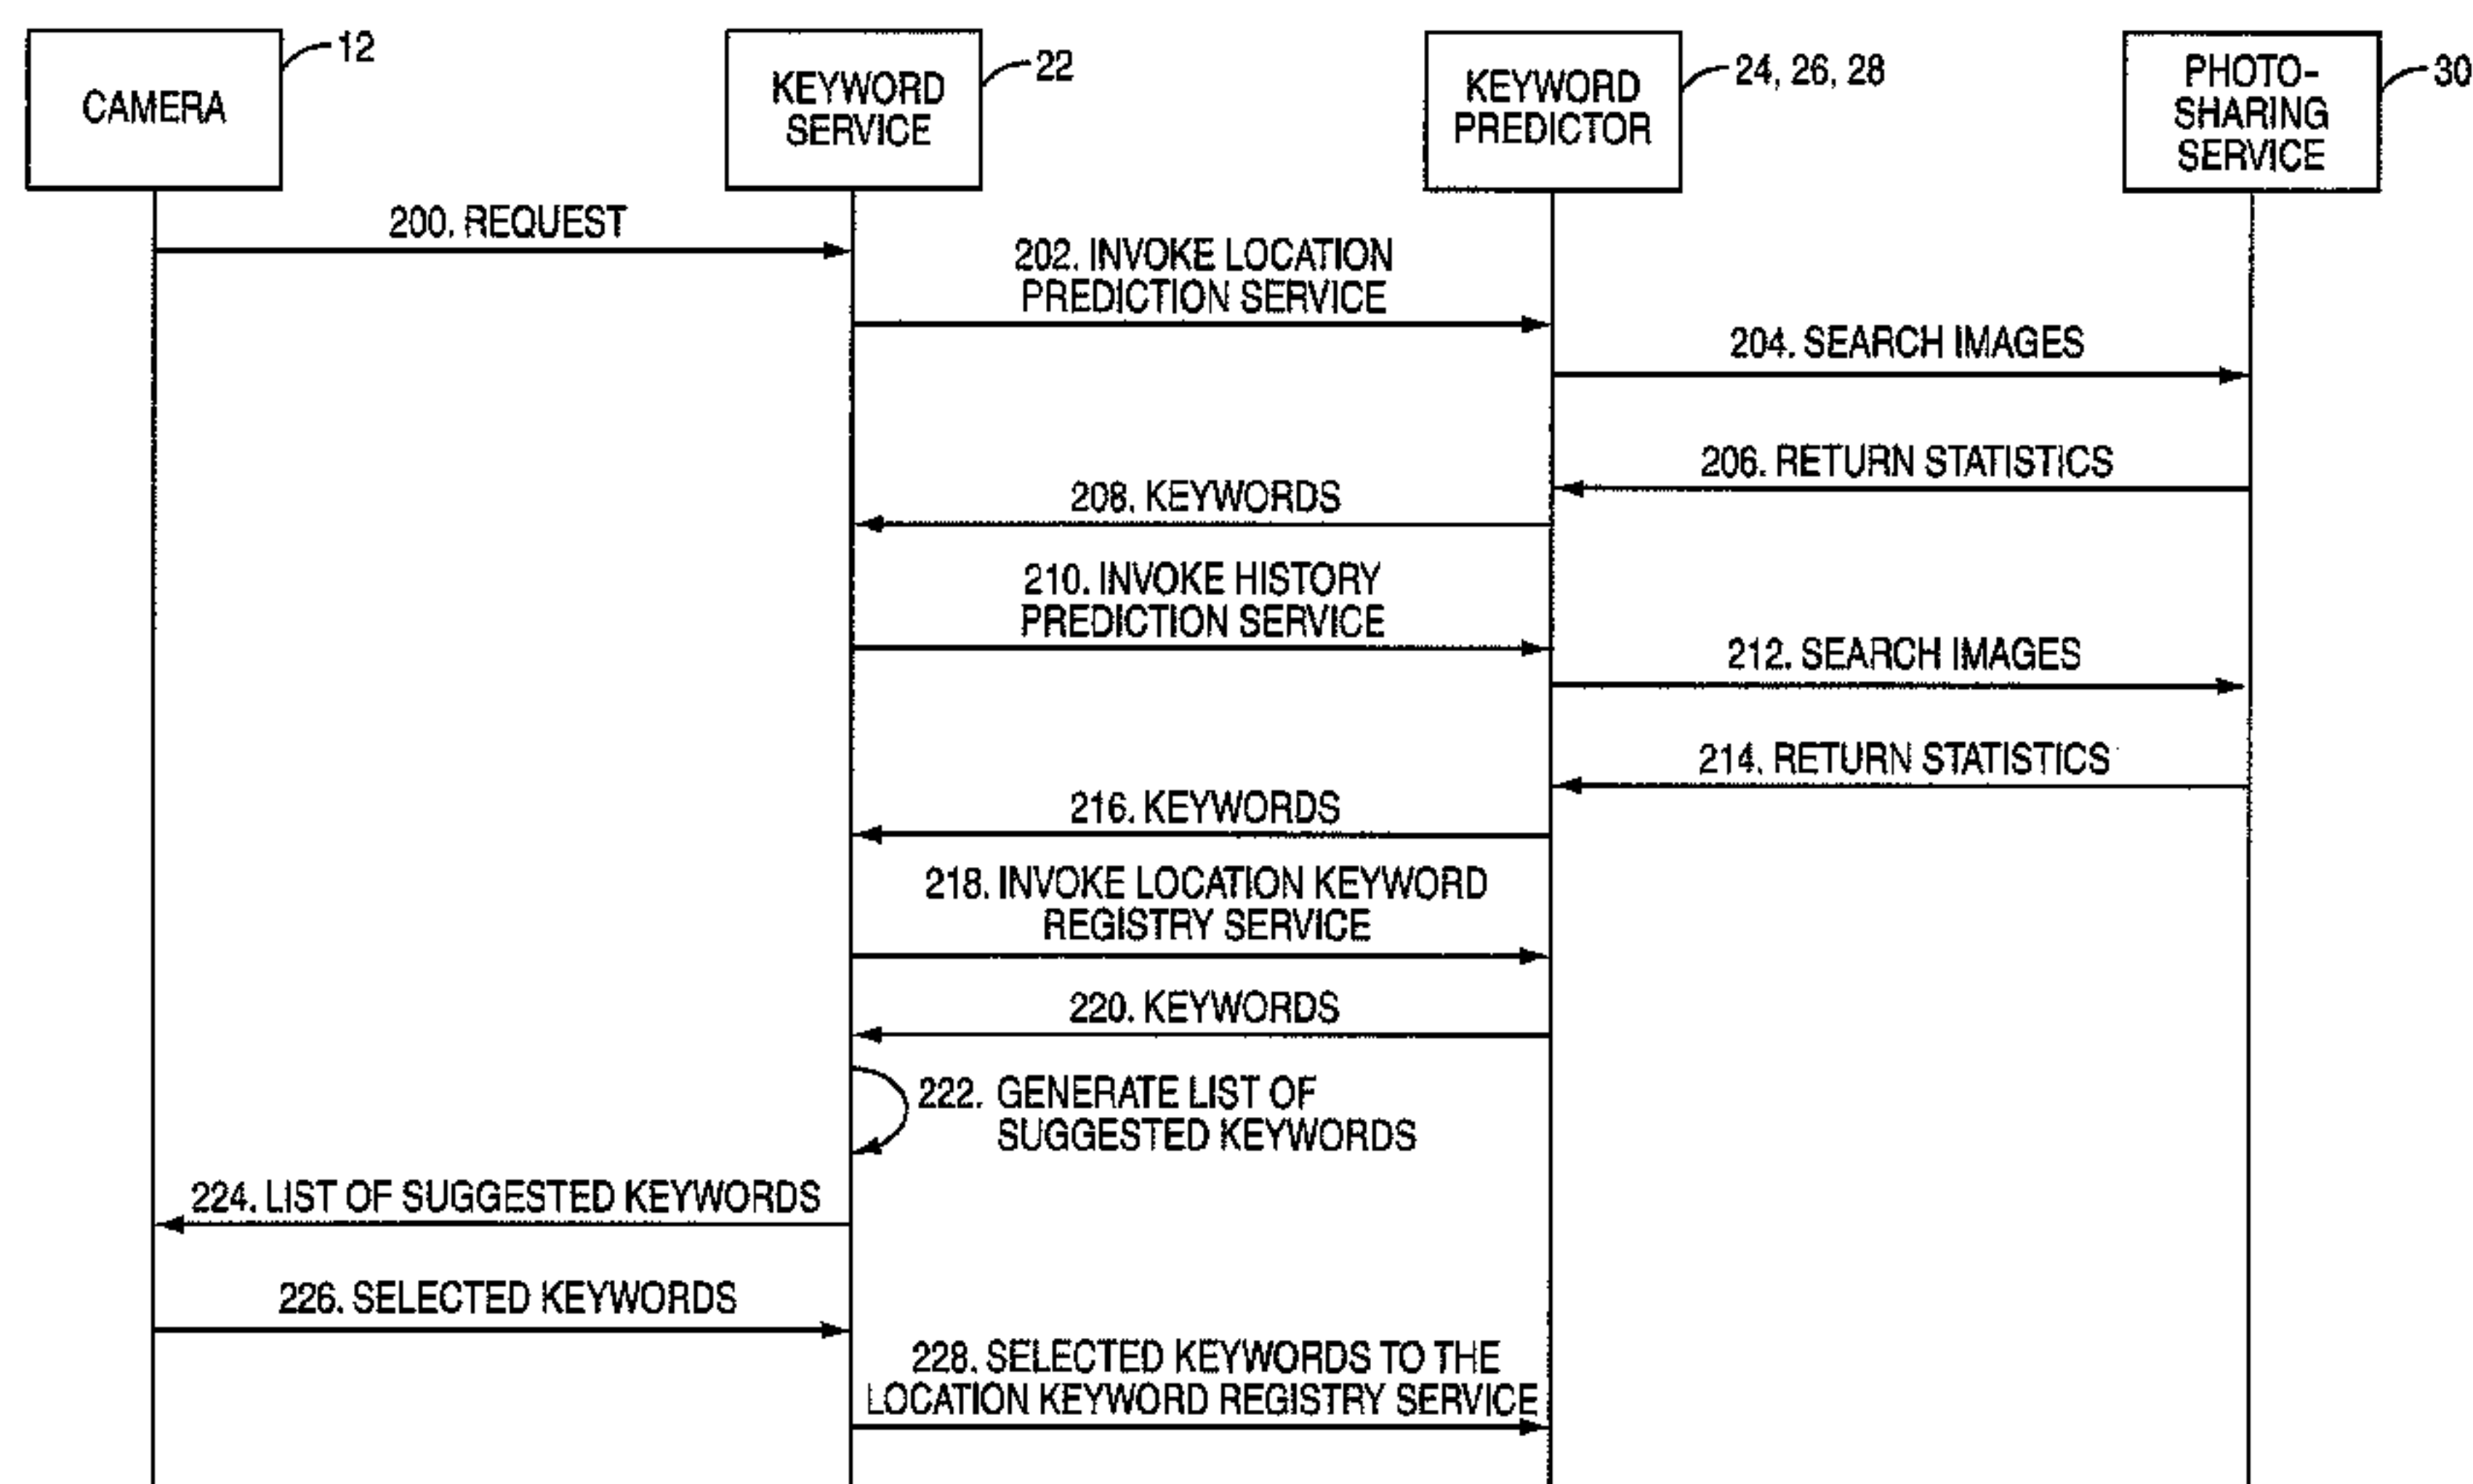 CAMERA
12
KEYWORD
SERVICE
22
KEYWORD
PREDICTOR
24, 26, 28
PHOTO-
SHARING
SERVICE
30
200. REQUEST
202. INVOKE LOCATION
PREDICTION SERVICE
204. SEARCH IMAGES
206. RETURN STATISTICS
208. KEYWORDS
210. INVOKE HISTORY
PREDICTION SERVICE
212. SEARCH IMAGES
214. RETURN STATISTICS
216. KEYWORDS
218. INVOKE LOCATION KEYWORD
REGISTRY SERVICE
220. KEYWORDS
222. GENERATE LIST OF
SUGGESTED KEYWORDS
224. LIST OF SUGGESTED KEYWORDS
226. SELECTED KEYWORDS
228. SELECTED KEYWORDS TO THE
LOCATION KEYWORD REGISTRY SERVICE